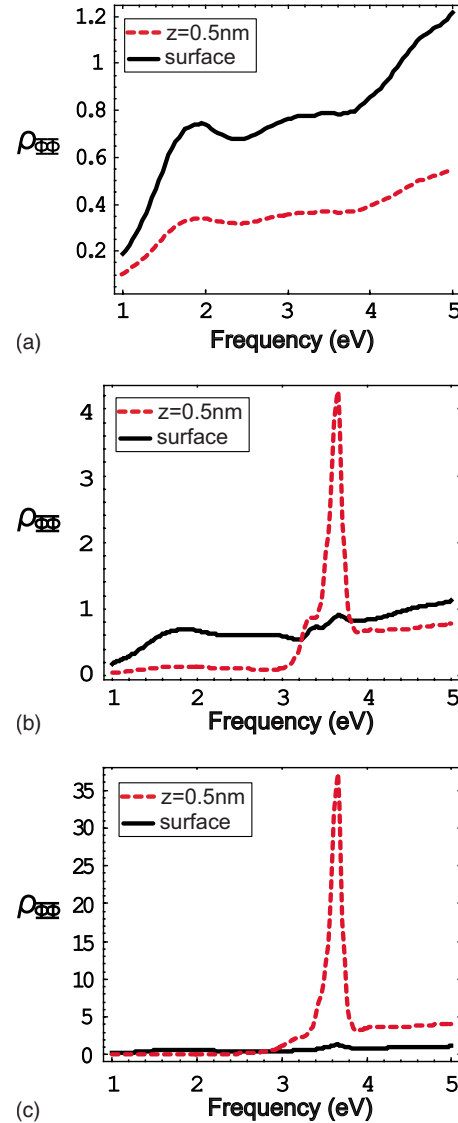 1.2
1
0.8
0.6
0.4
0.2
ρΦΦ
z=0.5nm
surface
1 2 3 4 5
Frequency (eV)
(a)
4
3
2
1
0
ρΦΦ
z=0.5nm
surface
1 2 3 4 5
Frequency (eV)
(b)
35
30
25
20
15
10
5
0
ρΦΦ
z=0.5nm
surface
1 2 3 4 5
Frequency (eV)
(c)